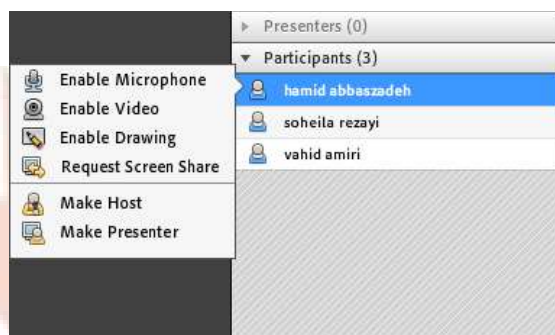 Presenters (0)
Participants (3)
hamid abbaszadeh
soheila rezayi
vahid amiri
Enable Microphone
Enable Video
Enable Drawing
Request Screen Share
Make Host
Make Presenter